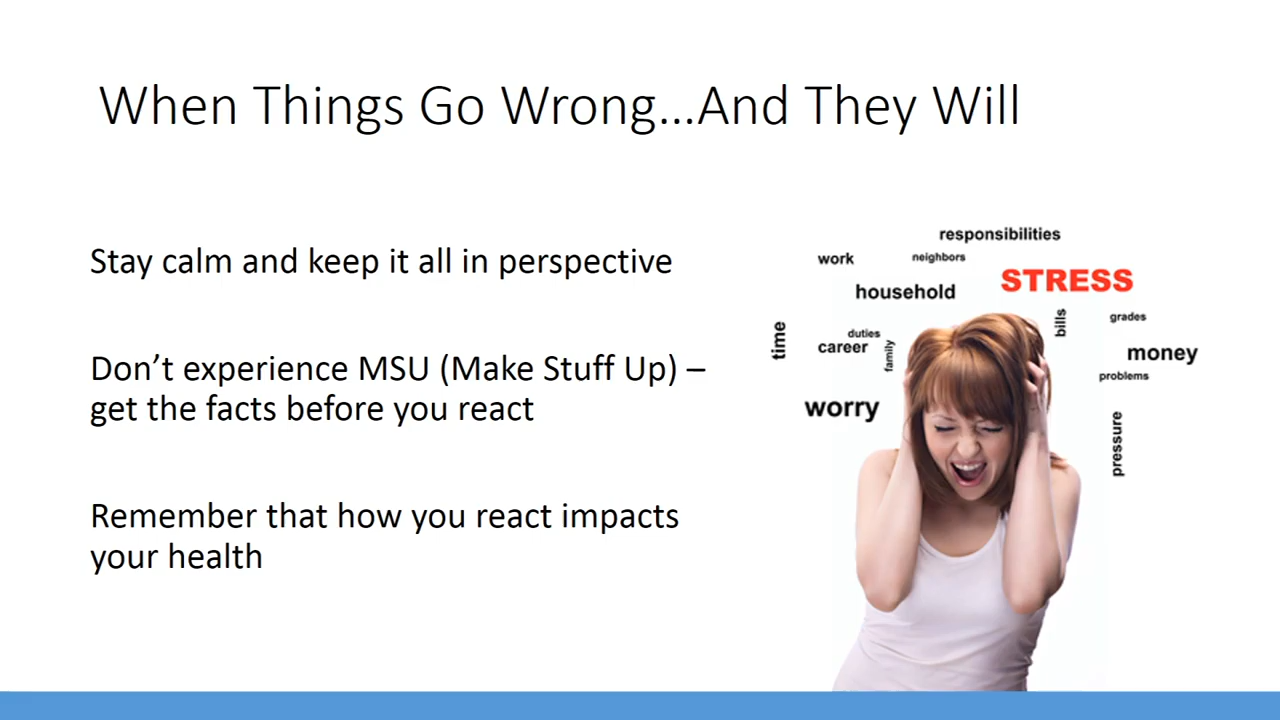 When Things Go Wrong...And They Will
Stay calm and keep it all in perspective
Don’t experience MSU (Make Stuff Up) –
get the facts before you react
Remember that how you react impacts
your health
responsibilities
work
neighbors
STRESS
household
time
duties
career
family
bills
grades
money
problems
worry
pressure